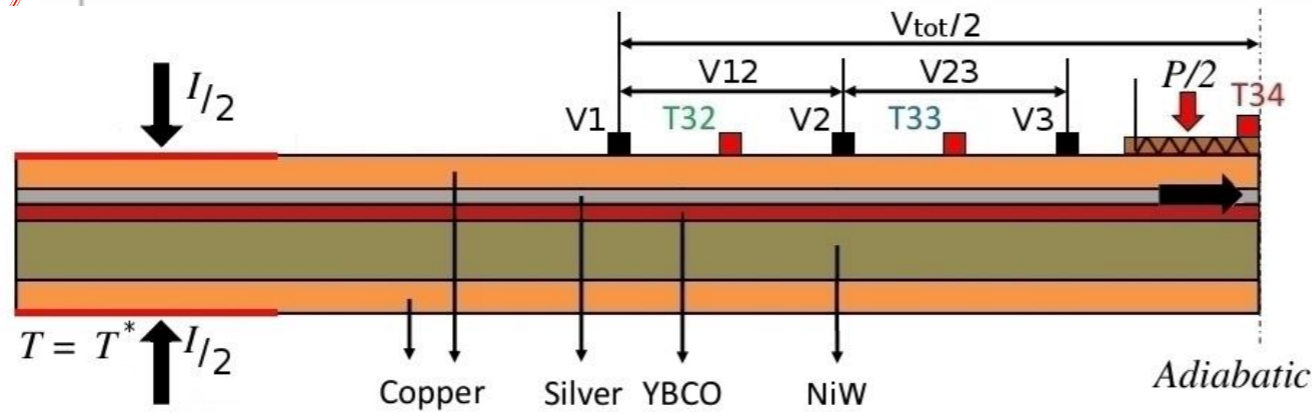 Vtot/2
V12 V23 P/2
I/2 V1 T32 V2 T33 V3 T34
T = T* I/2
Copper Silver YBCO NiW Adiabatic